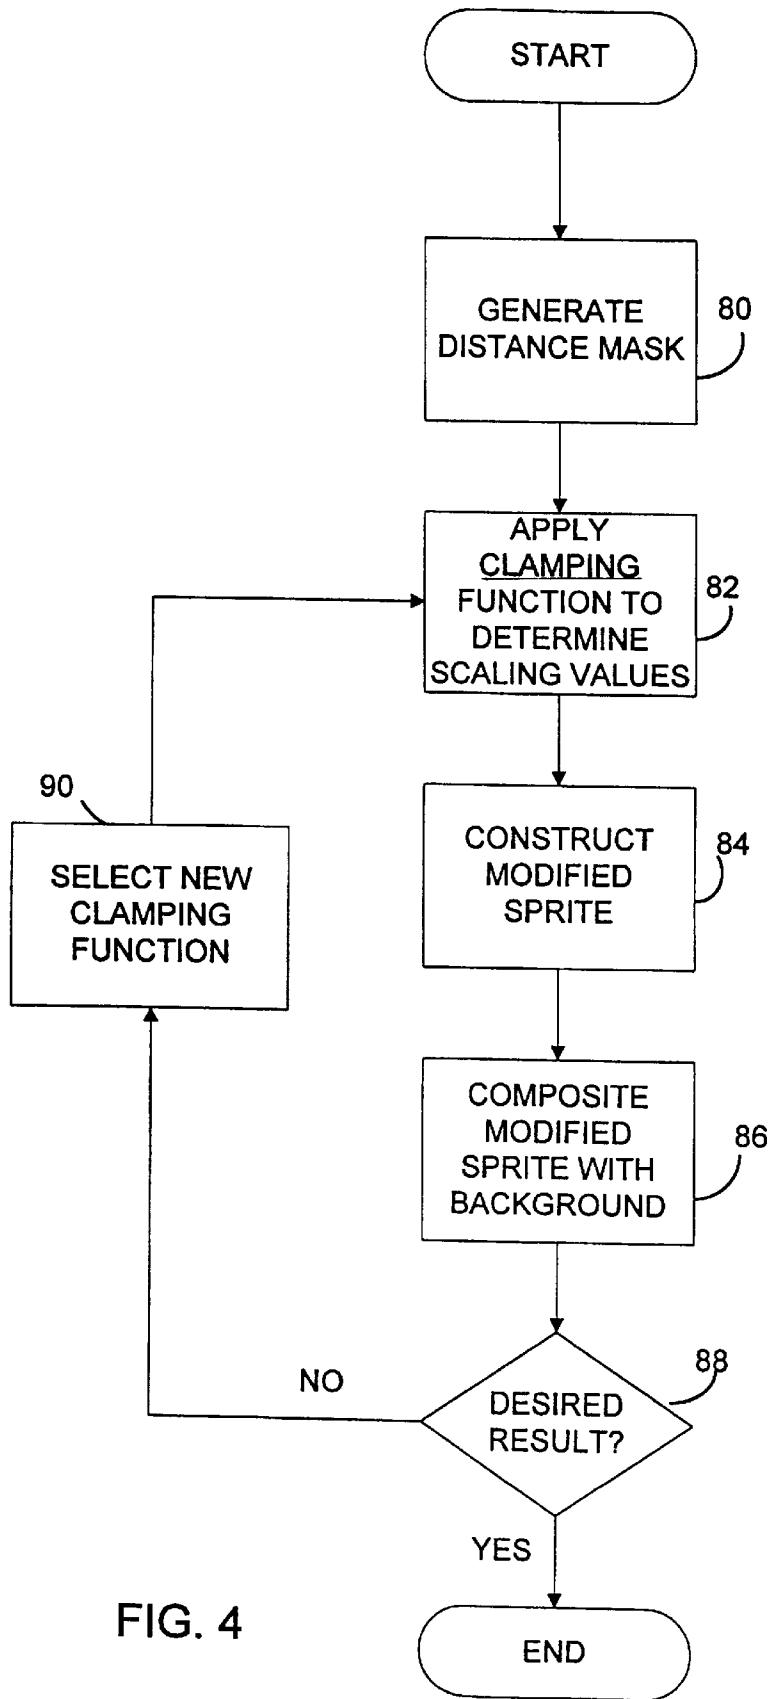 START
GENERATE
DISTANCE MASK
80
APPLY
CLAMPING
FUNCTION TO
DETERMINE
SCALING VALUES
82
90
SELECT NEW
CLAMPING
FUNCTION
CONSTRUCT
MODIFIED
SPRITE
84
COMPOSITE
MODIFIED
SPRITE WITH
BACKGROUND
86
88
DESIRED
RESULT?
NO
YES
END
FIG. 4